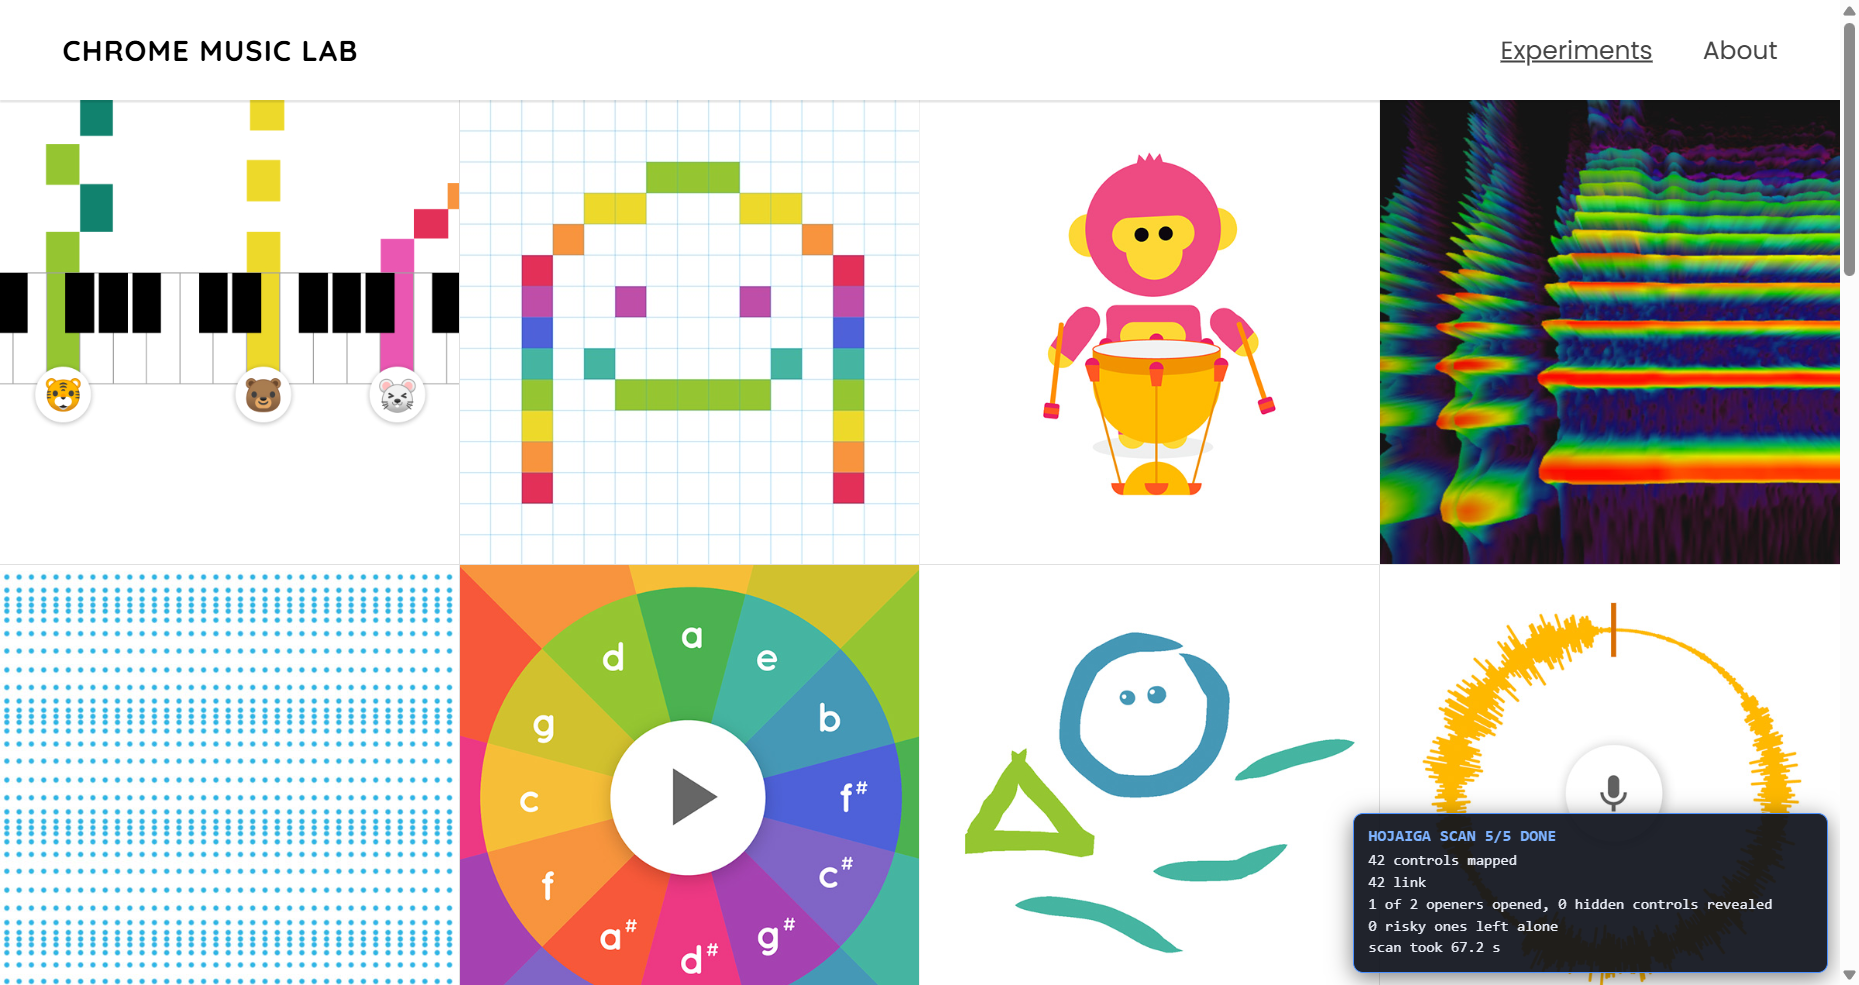 CHROME MUSIC LAB
Experiments
About
a
d
e
g
b
c
f#
f
c#
a#
g#
d#
HOJAIGA SCAN 5/5 DONE
42 controls mapped
42 link
1 of 2 openers opened, 0 hidden controls revealed
0 risky ones left alone
scan took 67.2 s